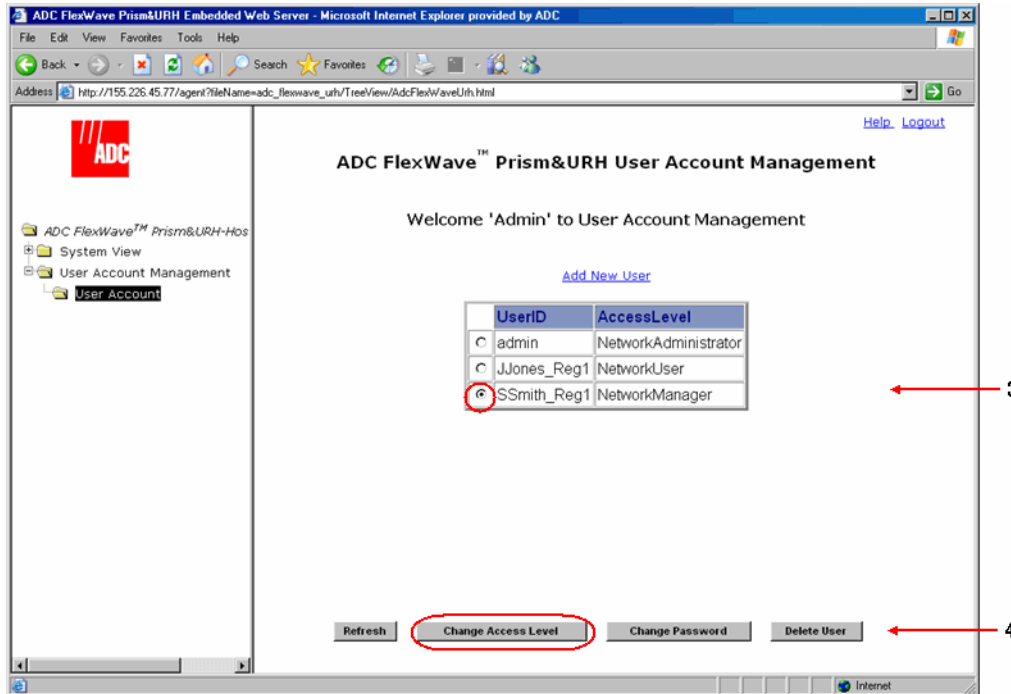 ADC FlexWave Prism&URH Embedded Web Server - Microsoft Internet Explorer provided by ADC
File Edit View Favorites Tools Help
Back Search Favorites
Address http://155.226.45.77/agent?fileName=adc_flexwave_urh/TreeView/AdcFlexWaveUrh.html Go
Help Logout
ADC
ADC FlexWave™ Prism&URH User Account Management
Welcome 'Admin' to User Account Management
ADC FlexWave™ Prism&URH-Hos
System View
User Account Management
User Account
Add New User
UserID AccessLevel
admin NetworkAdministrator
JJones_Reg1 NetworkUser
SSmith_Reg1 NetworkManager
3
Refresh Change Access Level Change Password Delete User
4
Internet